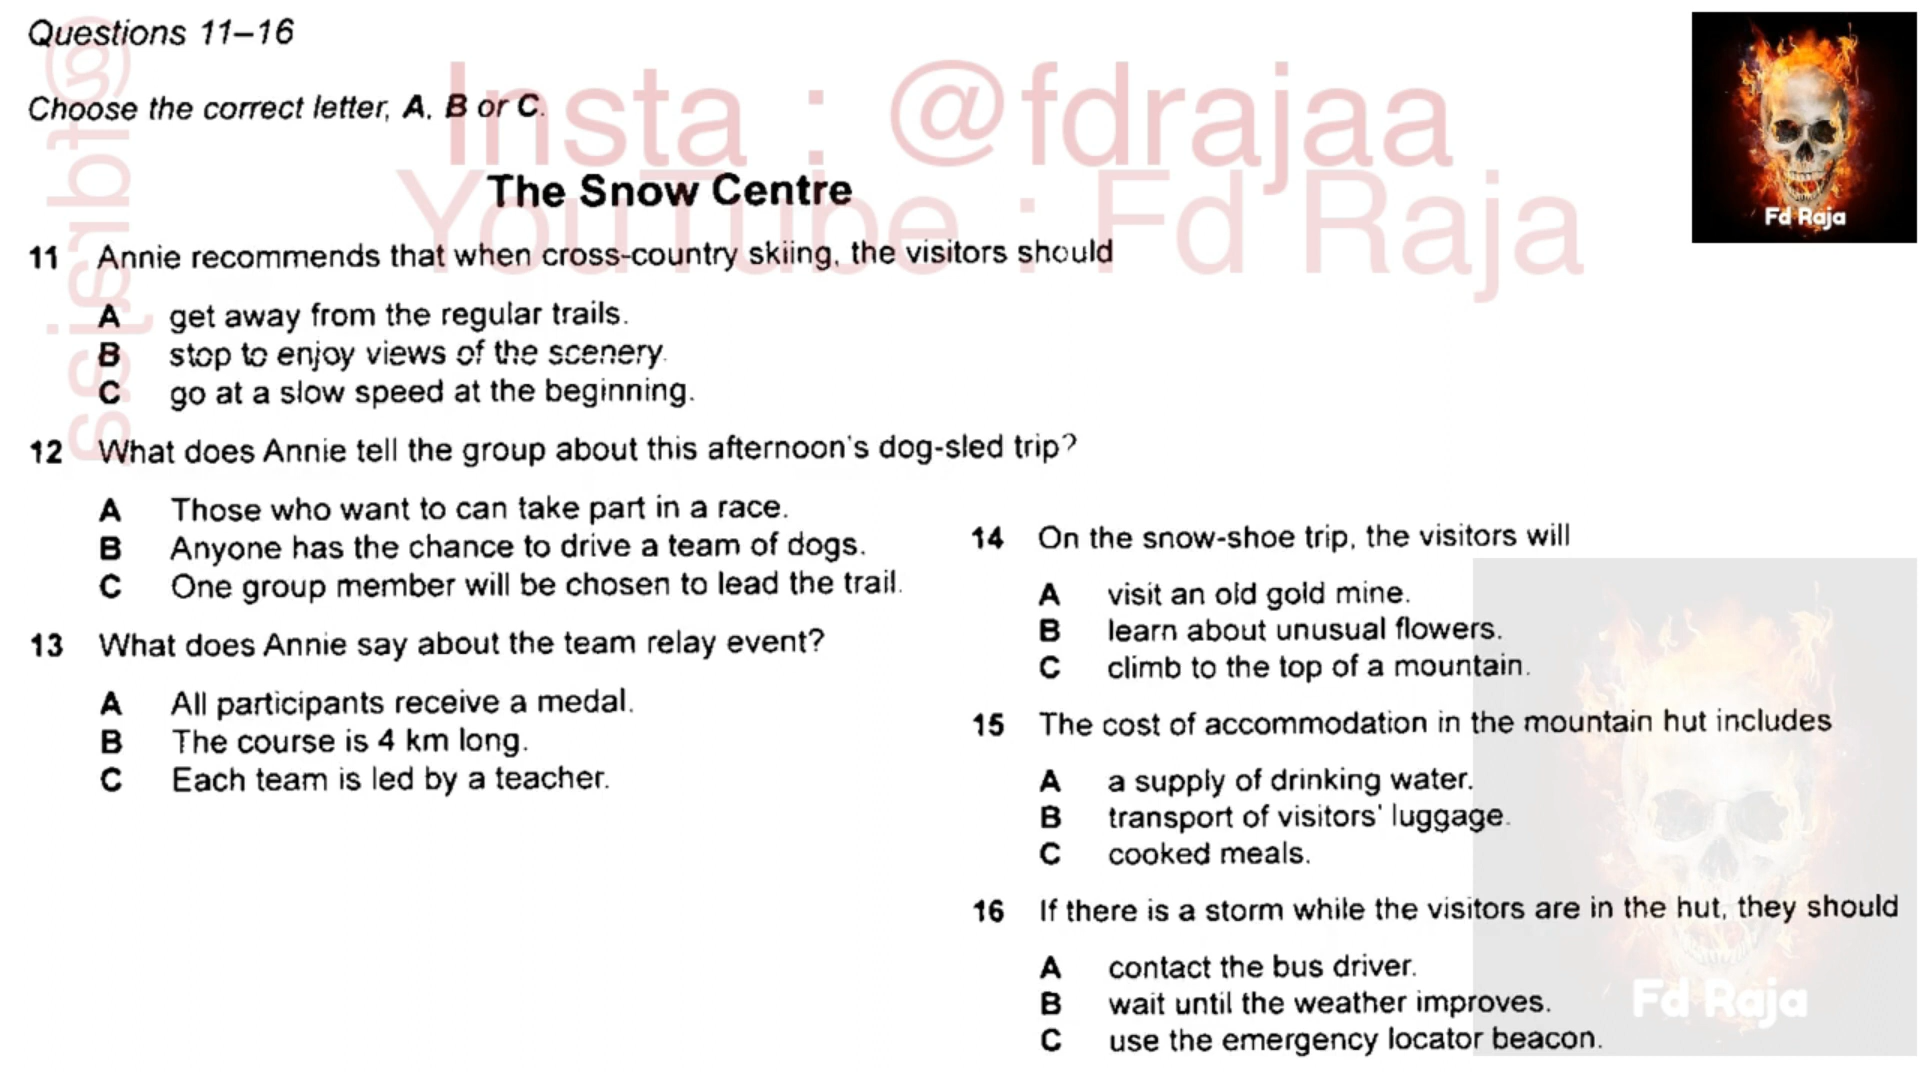 Questions 11–16
Choose the correct letter, A, B or C.
Insta : @fdrajaa
YouTube : Fd Raja
@fdrajaa
Fd Raja
The Snow Centre
11 Annie recommends that when cross-country skiing, the visitors should
A get away from the regular trails.
B stop to enjoy views of the scenery.
C go at a slow speed at the beginning.
12 What does Annie tell the group about this afternoon's dog-sled trip?
A Those who want to can take part in a race.
B Anyone has the chance to drive a team of dogs.
C One group member will be chosen to lead the trail.
13 What does Annie say about the team relay event?
A All participants receive a medal.
B The course is 4 km long.
C Each team is led by a teacher.
14 On the snow-shoe trip, the visitors will
A visit an old gold mine.
B learn about unusual flowers.
C climb to the top of a mountain.
15 The cost of accommodation in the mountain hut includes
A a supply of drinking water.
B transport of visitors' luggage.
C cooked meals.
16 If there is a storm while the visitors are in the hut, they should
A contact the bus driver.
B wait until the weather improves.
C use the emergency locator beacon.
Fd Raja